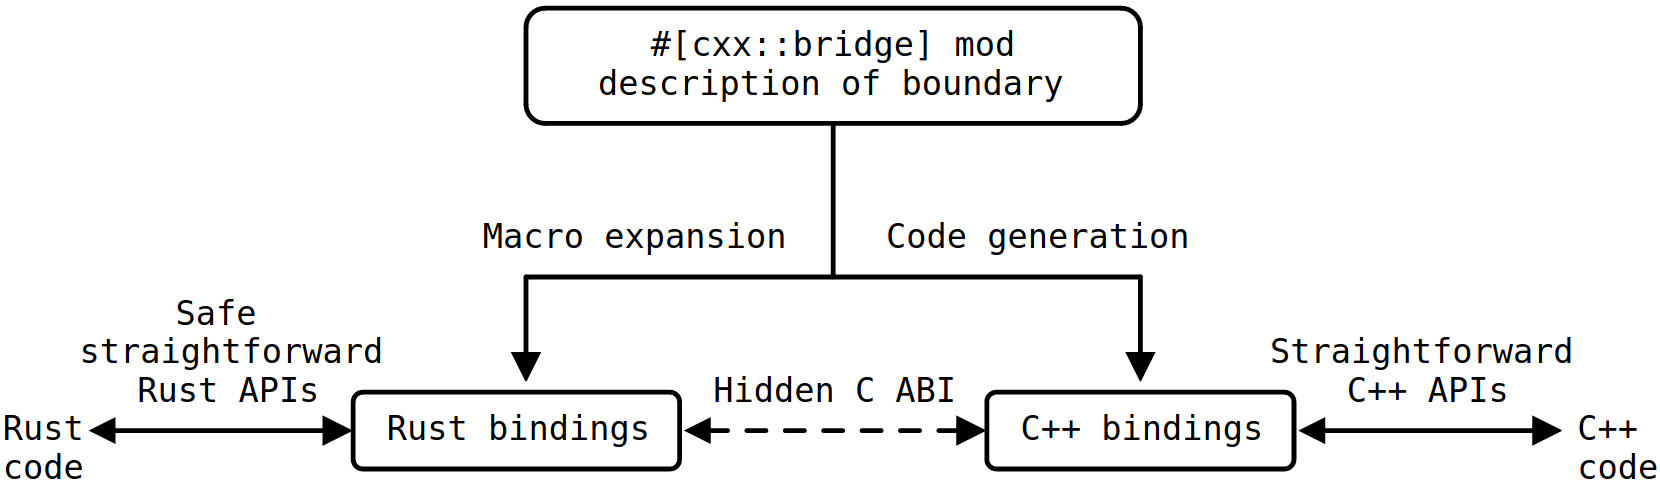 #[cxx::bridge] mod
description of boundary
Macro expansion
Code generation
Safe
straightforward
Rust APIs
Straightforward
C++ APIs
Hidden C ABI
Rust
code
Rust bindings
C++ bindings
C++
code